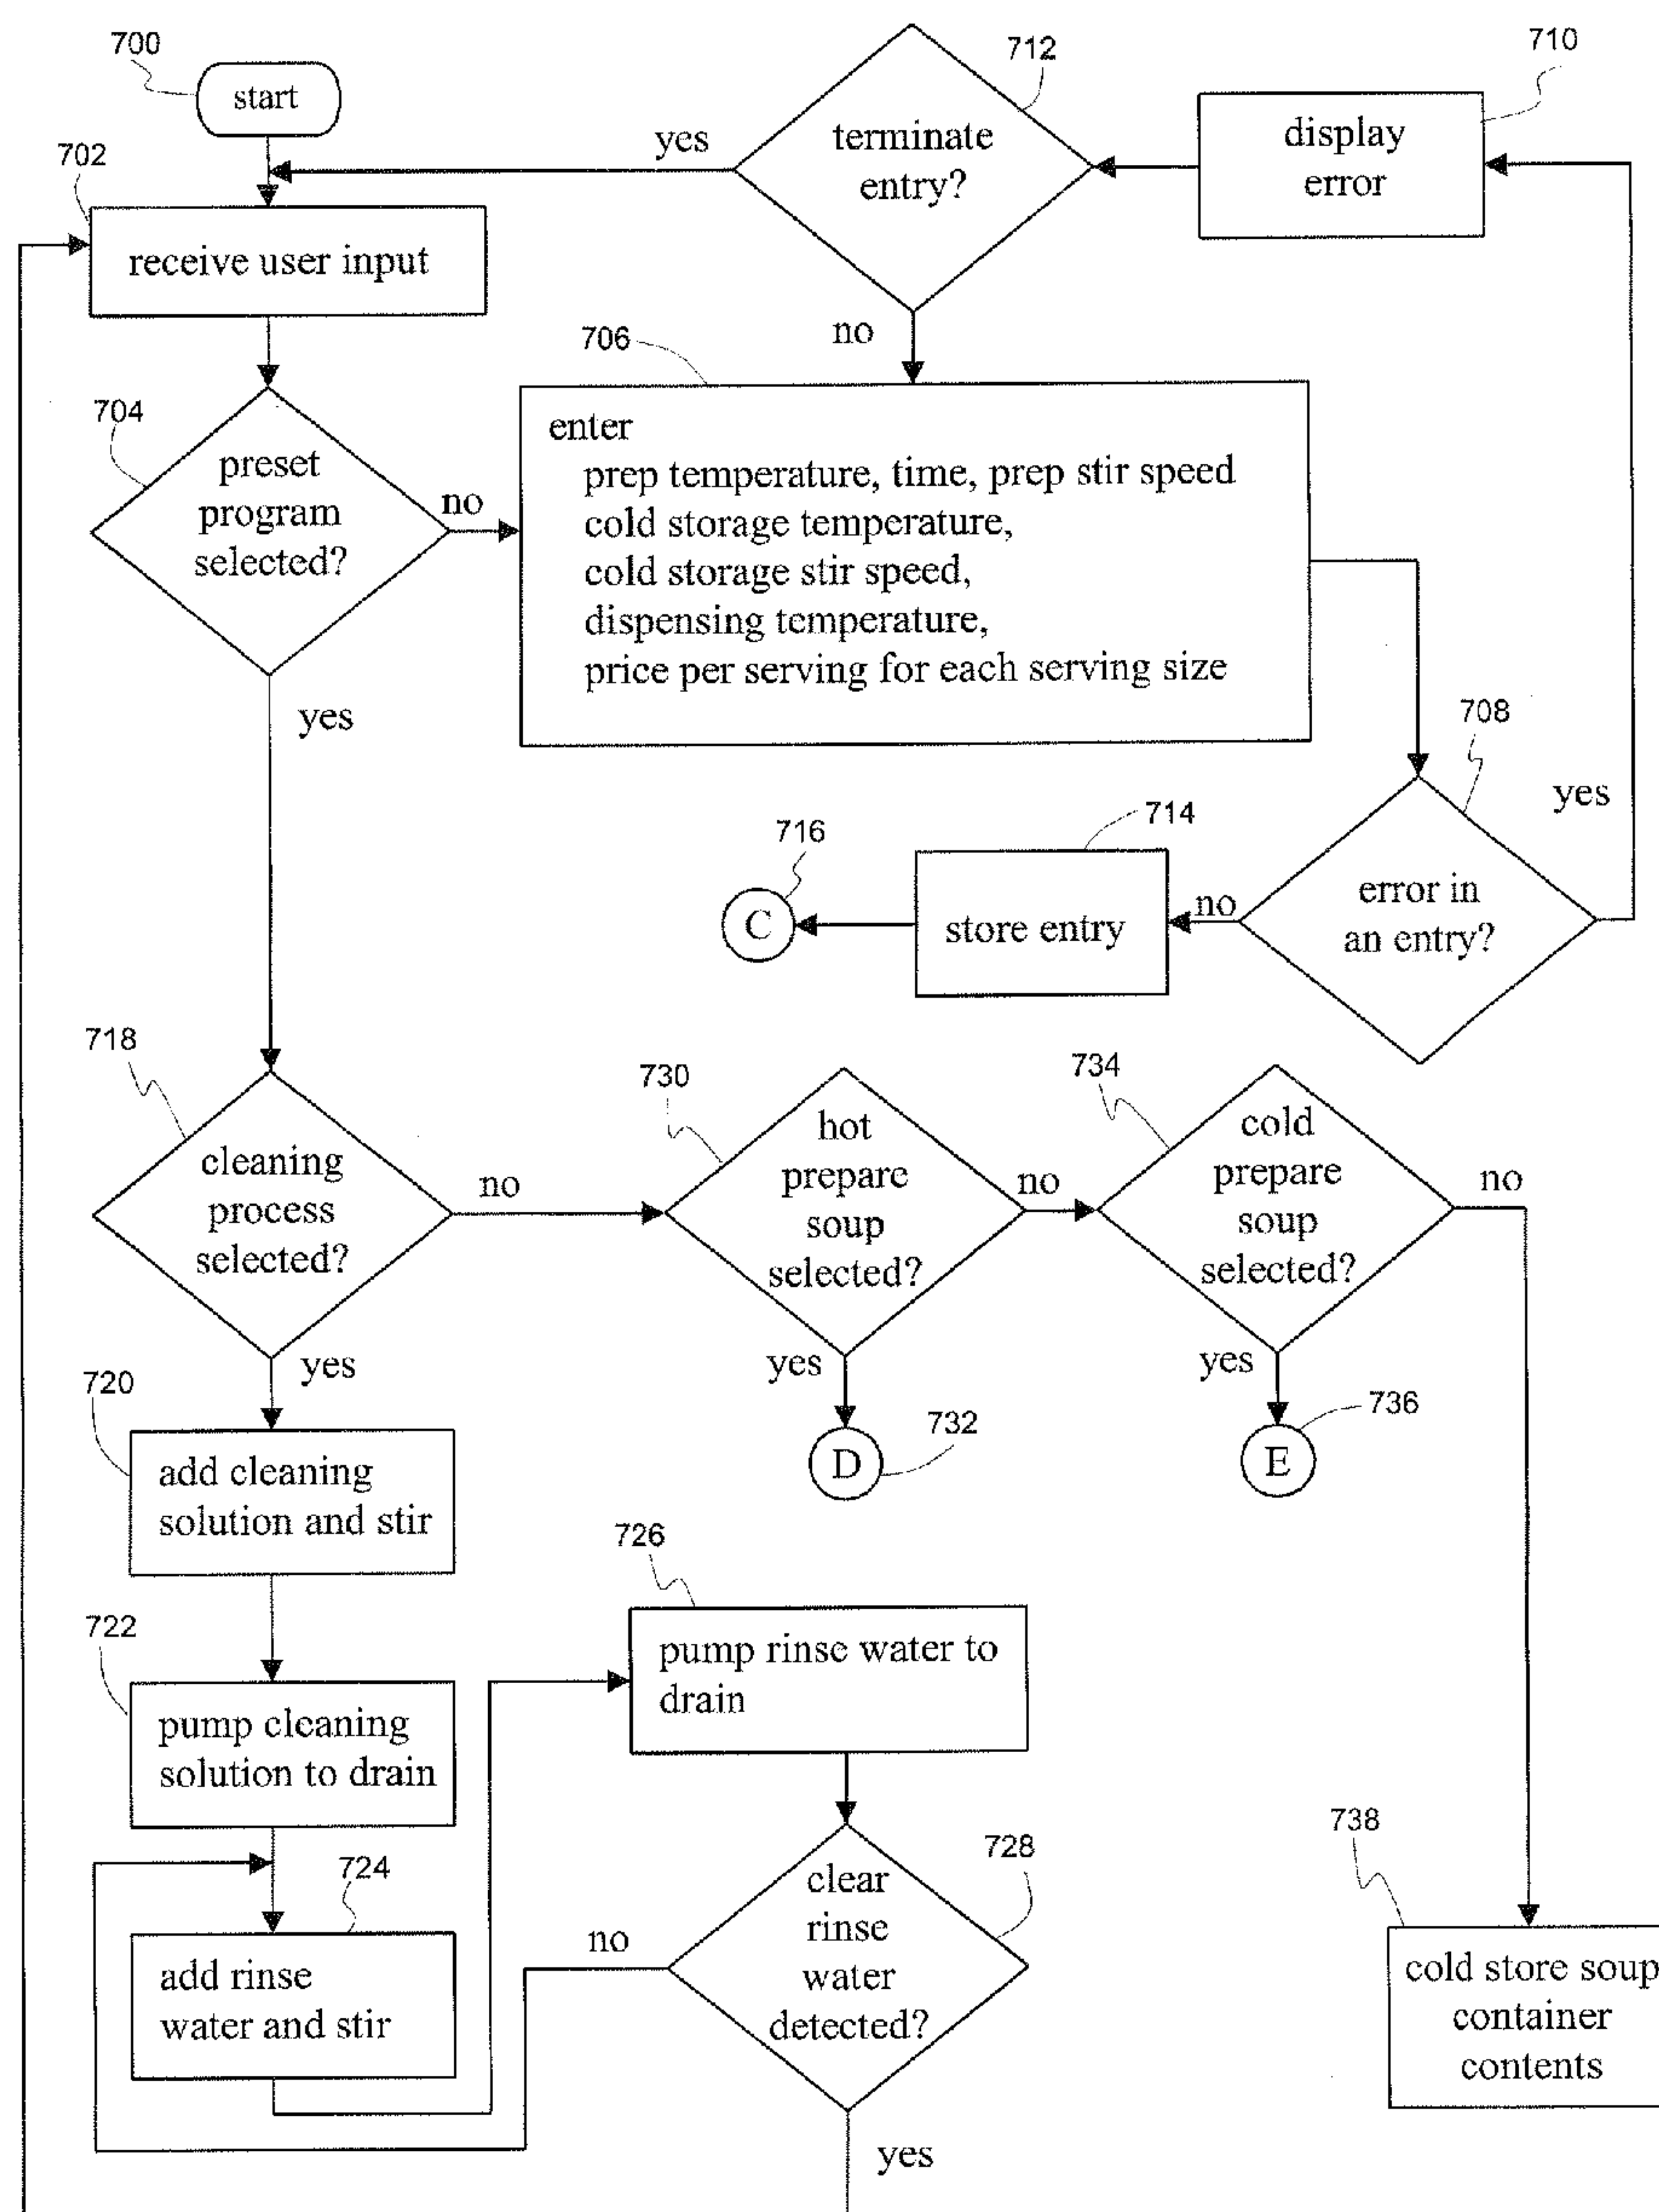 700
start
702
receive user input
712
terminate
entry?
yes
no
710
display
error
704
preset
program
selected?
no
yes
706
enter
prep temperature, time, prep stir speed
cold storage temperature,
cold storage stir speed,
dispensing temperature,
price per serving for each serving size
708
error in
an entry?
yes
no
714
store entry
716
C
718
cleaning
process
selected?
no
yes
730
hot
prepare
soup
selected?
no
yes
732
D
734
cold
prepare
soup
selected?
no
yes
736
E
720
add cleaning
solution and stir
722
pump cleaning
solution to drain
724
add rinse
water and stir
726
pump rinse water to
drain
728
clear
rinse
water
detected?
no
yes
738
cold store soup
container
contents